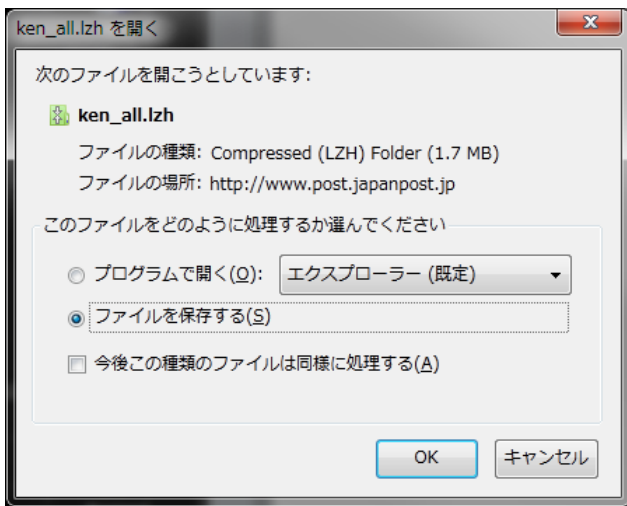 ken_all.lzh を開く
次のファイルを開こうとしています:
ken_all.lzh
ファイルの種類: Compressed (LZH) Folder (1.7 MB)
ファイルの場所: http://www.post.japanpost.jp
このファイルをどのように処理するか選んでください
プログラムで開く(O): エクスプローラー (既定)
ファイルを保存する(S)
今後この種類のファイルは同様に処理する(A)
OK キャンセル